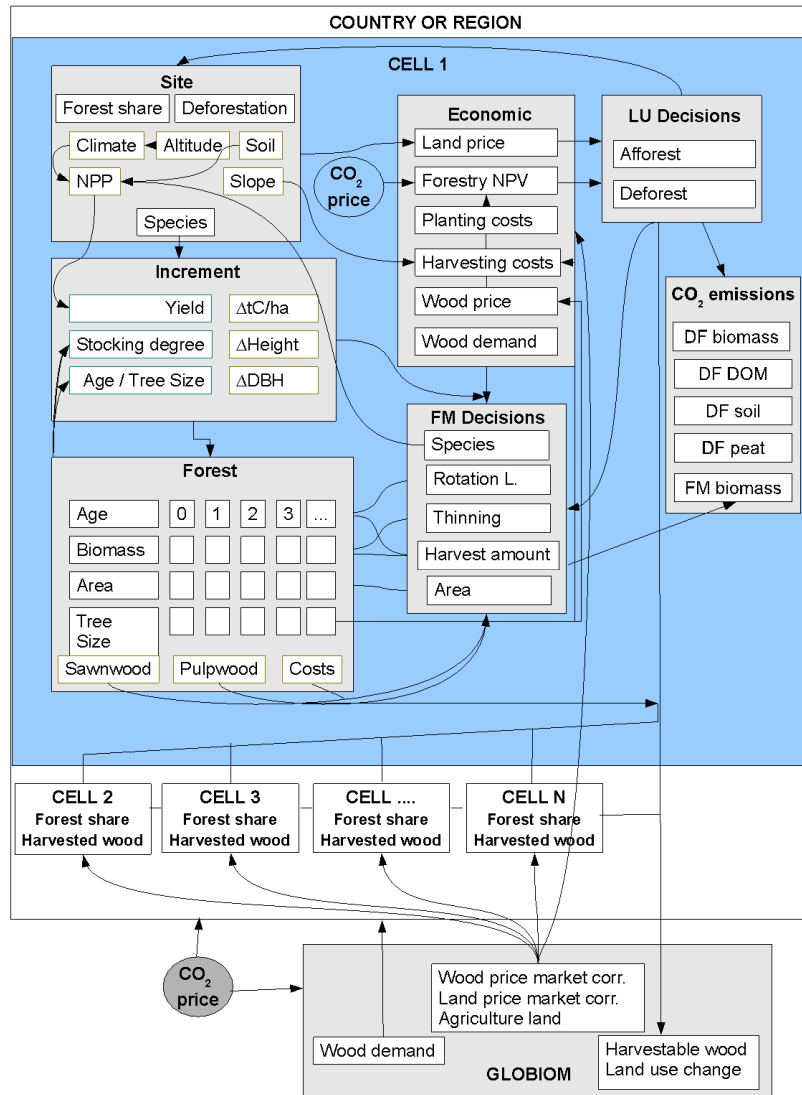 COUNTRY OR REGION
CELL 1
Site
Forest share
Deforestation
Climate
Altitude
Soil
NPP
Slope
Species
Economic
Land price
CO2
price
Forestry NPV
Planting costs
Harvesting costs
Wood price
Wood demand
LU Decisions
Afforest
Deforest
Increment
Yield
ΔtC/ha
Stocking degree
ΔHeight
Age / Tree Size
ΔDBH
CO2 emissions
DF biomass
DF DOM
DF soil
DF peat
FM biomass
FM Decisions
Species
Rotation L.
Thinning
Harvest amount
Area
Forest
Age
0
1
2
3
...
Biomass
Area
Tree
Size
Sawnwood
Pulpwood
Costs
CELL 2
Forest share
Harvested wood
CELL 3
Forest share
Harvested wood
CELL ....
Forest share
Harvested wood
CELL N
Forest share
Harvested wood
CO2
price
Wood price market corr.
Land price market corr.
Agriculture land
Wood demand
Harvestable wood
Land use change
GLOBIOM